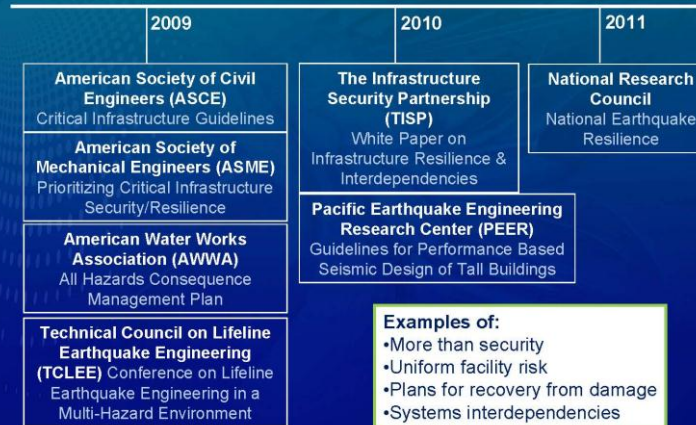 2009
American Society of Civil
Engineers (ASCE)
Critical Infrastructure Guidelines
American Society of
Mechanical Engineers (ASME)
Prioritizing Critical Infrastructure
Security/Resilience
American Water Works
Association (AWWA)
All Hazards Consequence
Management Plan
Technical Council on Lifeline
Earthquake Engineering
(TCLEE) Conference on Lifeline
Earthquake Engineering in a
Multi-Hazard Environment
2010
The Infrastructure
Security Partnership
(TISP)
White Paper on
Infrastructure Resilience &
Interdependencies
Pacific Earthquake Engineering
Research Center (PEER)
Guidelines for Performance Based
Seismic Design of Tall Buildings
2011
National Research
Council
National Earthquake
Resilience
Examples of:
•More than security
•Uniform facility risk
•Plans for recovery from damage
•Systems interdependencies